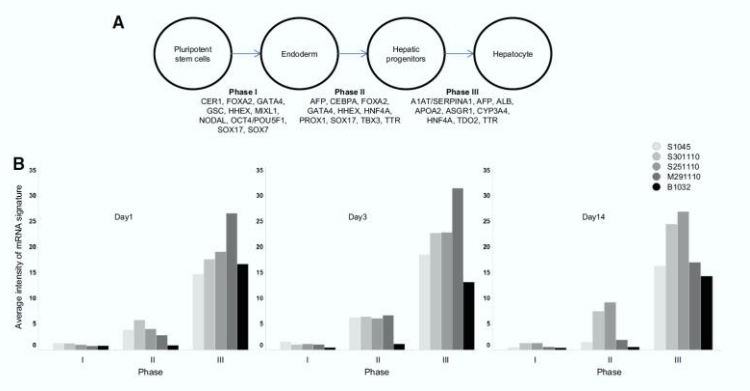 A
Pluripotent
stem cells
Endoderm
Hepatic
progenitors
Hepatocyte
Phase I
CER1, FOXA2, GATA4,
GSC, HHEX, MIXL1,
NODAL, OCT4/POU5F1,
SOX17, SOX7
Phase II
AFP, CEBPA, FOXA2,
GATA4, HHEX, HNF4A,
PROX1, SOX17, TBX3, TTR
Phase III
A1AT/SERPINA1, AFP, ALB,
APOA2, ASGR1, CYP3A4,
HNF4A, TDO2, TTR
S1045
S301110
S251110
M291110
B1032
B
Average intensity of mRNA signature
35
30
25
20
15
10
5
0
Day1
I II III
Phase
35
30
25
20
15
10
5
0
Day3
I II III
Phase
35
30
25
20
15
10
5
0
Day14
I II III
Phase